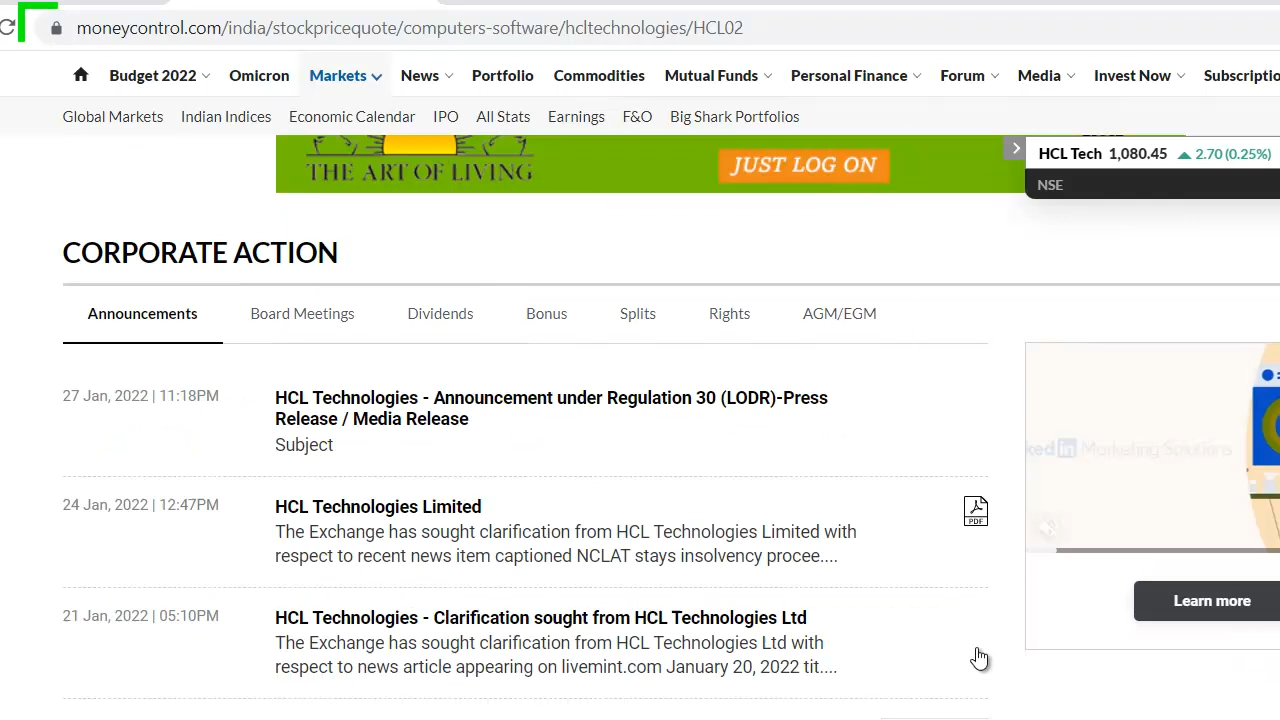 moneycontrol.com/india/stockpricequote/computers-software/hcltechnologies/HCL02
Budget 2022 Omicron Markets News Portfolio Commodities Mutual Funds Personal Finance Forum Media Invest Now Subscriptio
Global Markets Indian Indices Economic Calendar IPO All Stats Earnings F&O Big Shark Portfolios
THE ART OF LIVING
JUST LOG ON
HCL Tech 1,080.45 2.70 (0.25%)
NSE
CORPORATE ACTION
Announcements Board Meetings Dividends Bonus Splits Rights AGM/EGM
27 Jan, 2022 | 11:18PM
HCL Technologies - Announcement under Regulation 30 (LODR)-Press
Release / Media Release
Subject
24 Jan, 2022 | 12:47PM
HCL Technologies Limited
The Exchange has sought clarification from HCL Technologies Limited with
respect to recent news item captioned NCLAT stays insolvency procee....
PDF
21 Jan, 2022 | 05:10PM
HCL Technologies - Clarification sought from HCL Technologies Ltd
The Exchange has sought clarification from HCL Technologies Ltd with
respect to news article appearing on livemint.com January 20, 2022 tit....
ked in Marketing Solutions
Learn more